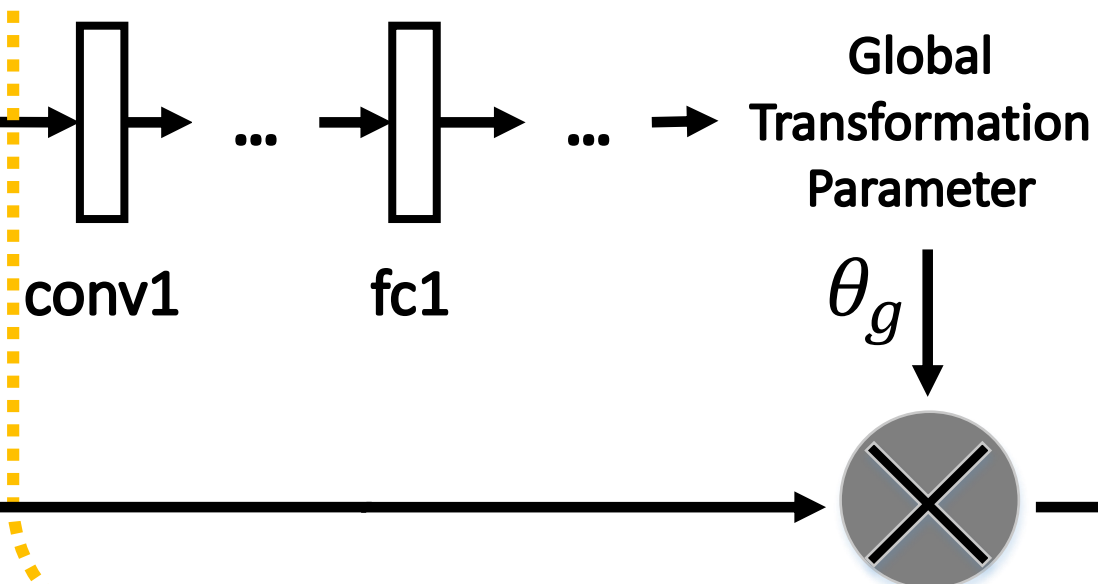 Global
Transformation
Parameter
... ...
conv1 fc1
θg